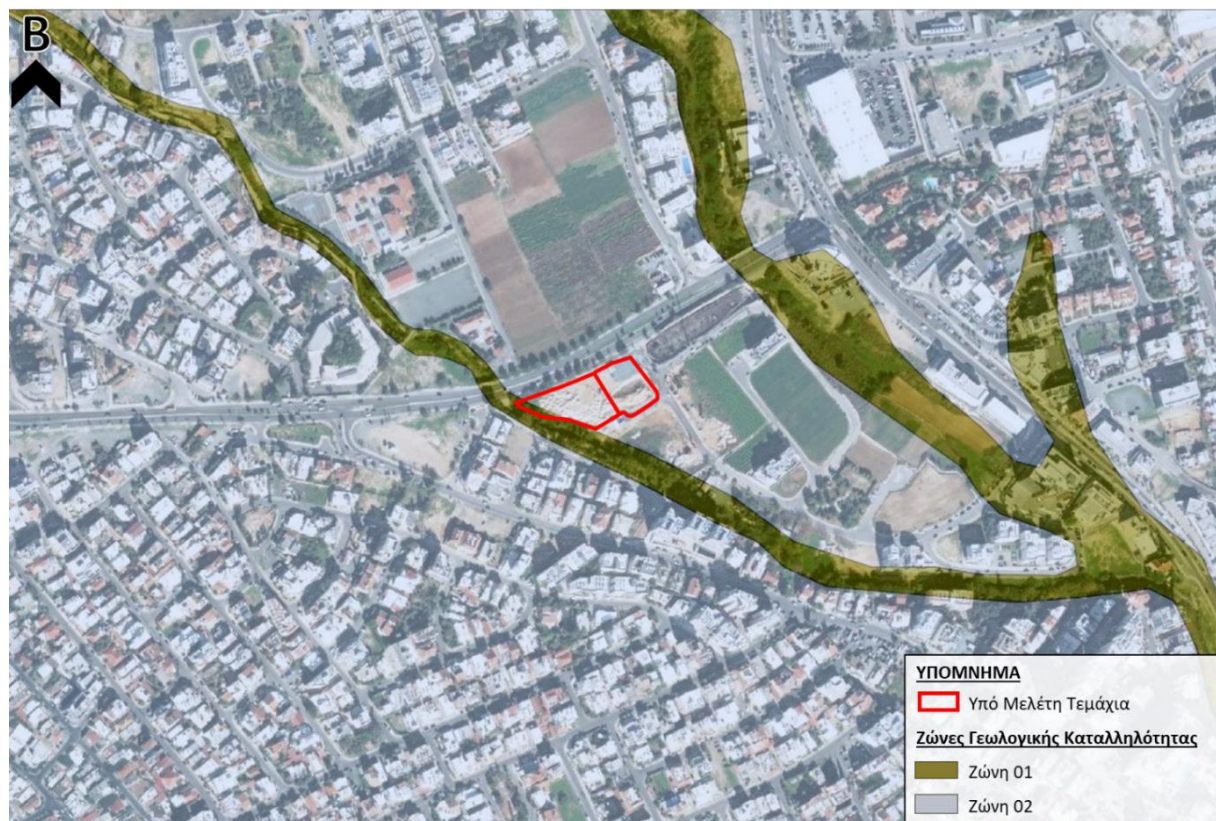 Β
ΥΠΟΜΝΗΜΑ
Υπό Μελέτη Τεμάχια
Ζώνες Γεωλογικής Καταλληλότητας
Ζώνη 01
Ζώνη 02